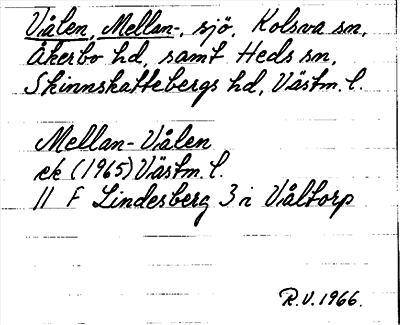 Vålen, Mellan-, sjö, Kolsva sn,
Åkerbo hd, samt Heds sn,
Skinnskattebergs hd, Västm. l.
Mellan-Vålen
ek (1965) Västm. l.
11 F Lindesberg 3 i Våltorp
R.V. 1966.